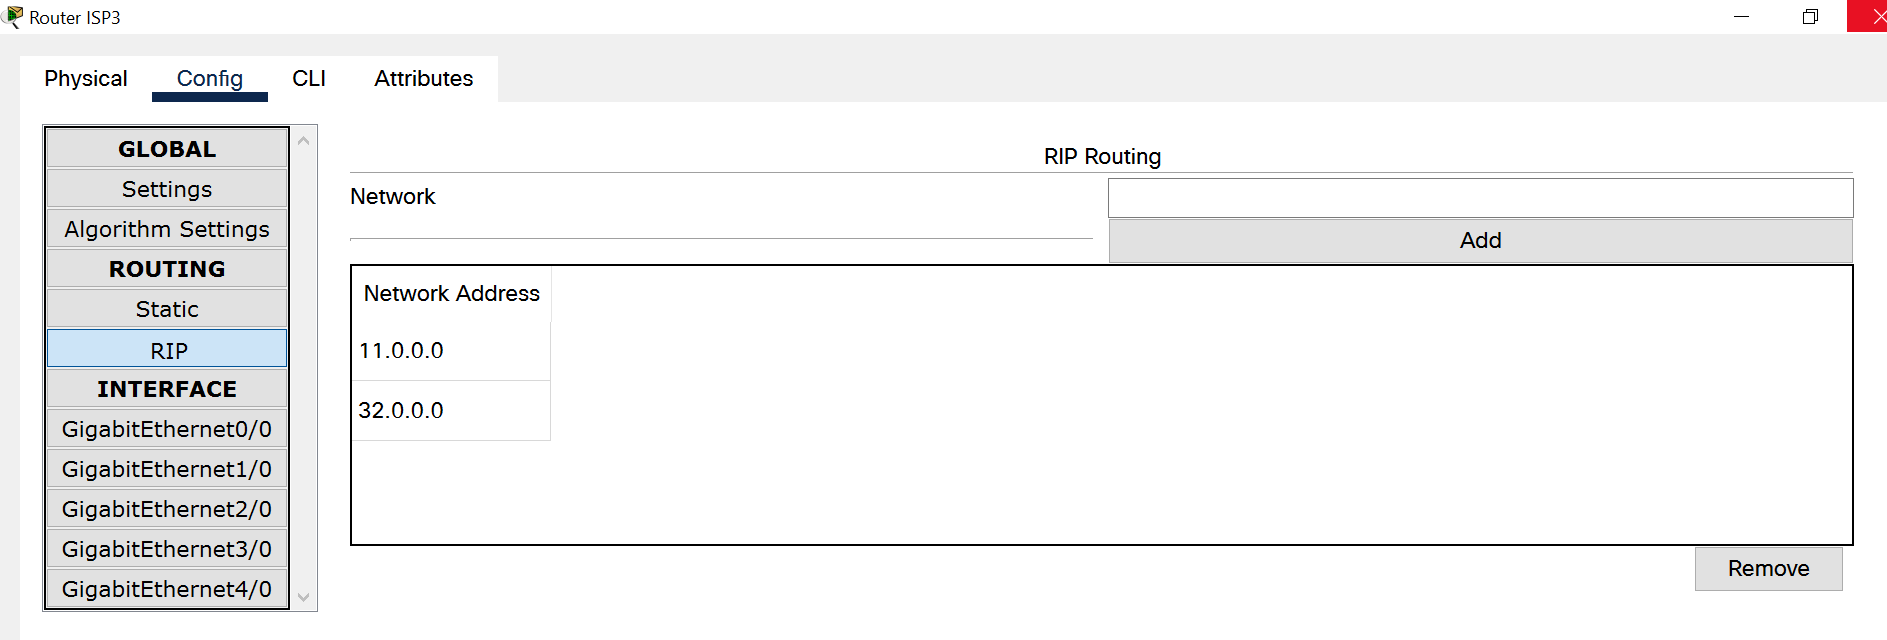 Router ISP3
Physical Config CLI Attributes
GLOBAL
Settings
Algorithm Settings
ROUTING
Static
RIP
INTERFACE
GigabitEthernet0/0
GigabitEthernet1/0
GigabitEthernet2/0
GigabitEthernet3/0
GigabitEthernet4/0
RIP Routing
Network
Add
Network Address
11.0.0.0
32.0.0.0
Remove